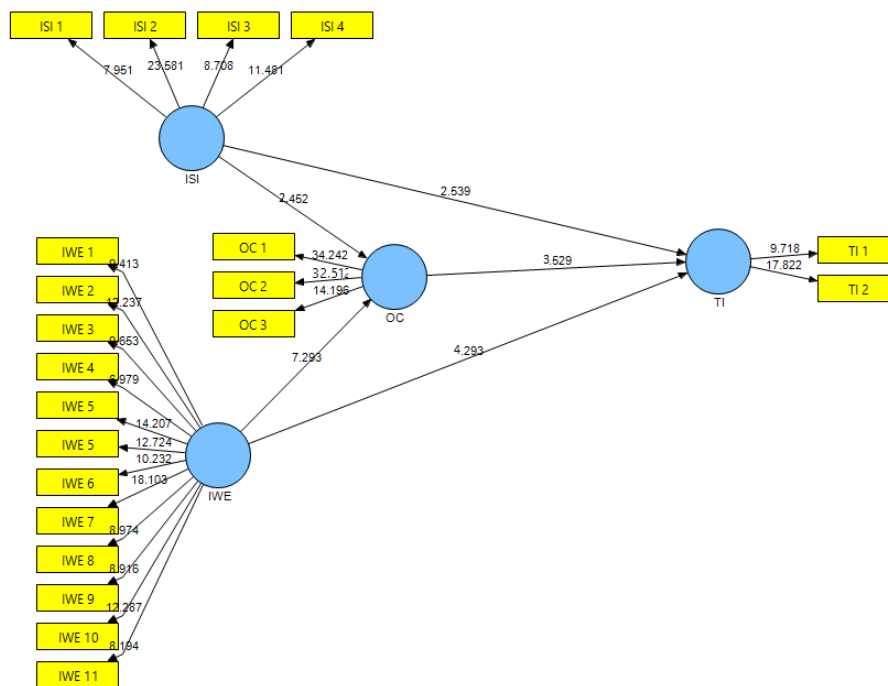 ISI 1 ISI 2 ISI 3 ISI 4
7.951 23.581 8.708 11.481
ISI
2.452
2.539
IWE 1
IWE 2
IWE 3
IWE 4
IWE 5
IWE 5
IWE 6
IWE 7
IWE 8
IWE 9
IWE 10
IWE 11
9.413
12.237
9.653
6.979
14.207
12.724
10.232
18.103
8.974
8.916
12.287
8.194
IWE
OC 1
OC 2
OC 3
34.242
32.512
14.196
OC
7.293
3.529
4.293
TI
9.718
17.822
TI 1
TI 2